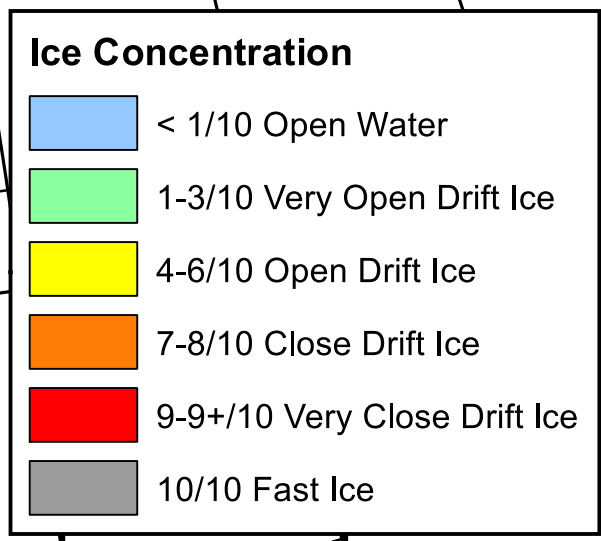 Ice Concentration
< 1/10 Open Water
1-3/10 Very Open Drift Ice
4-6/10 Open Drift Ice
7-8/10 Close Drift Ice
9-9+/10 Very Close Drift Ice
10/10 Fast Ice